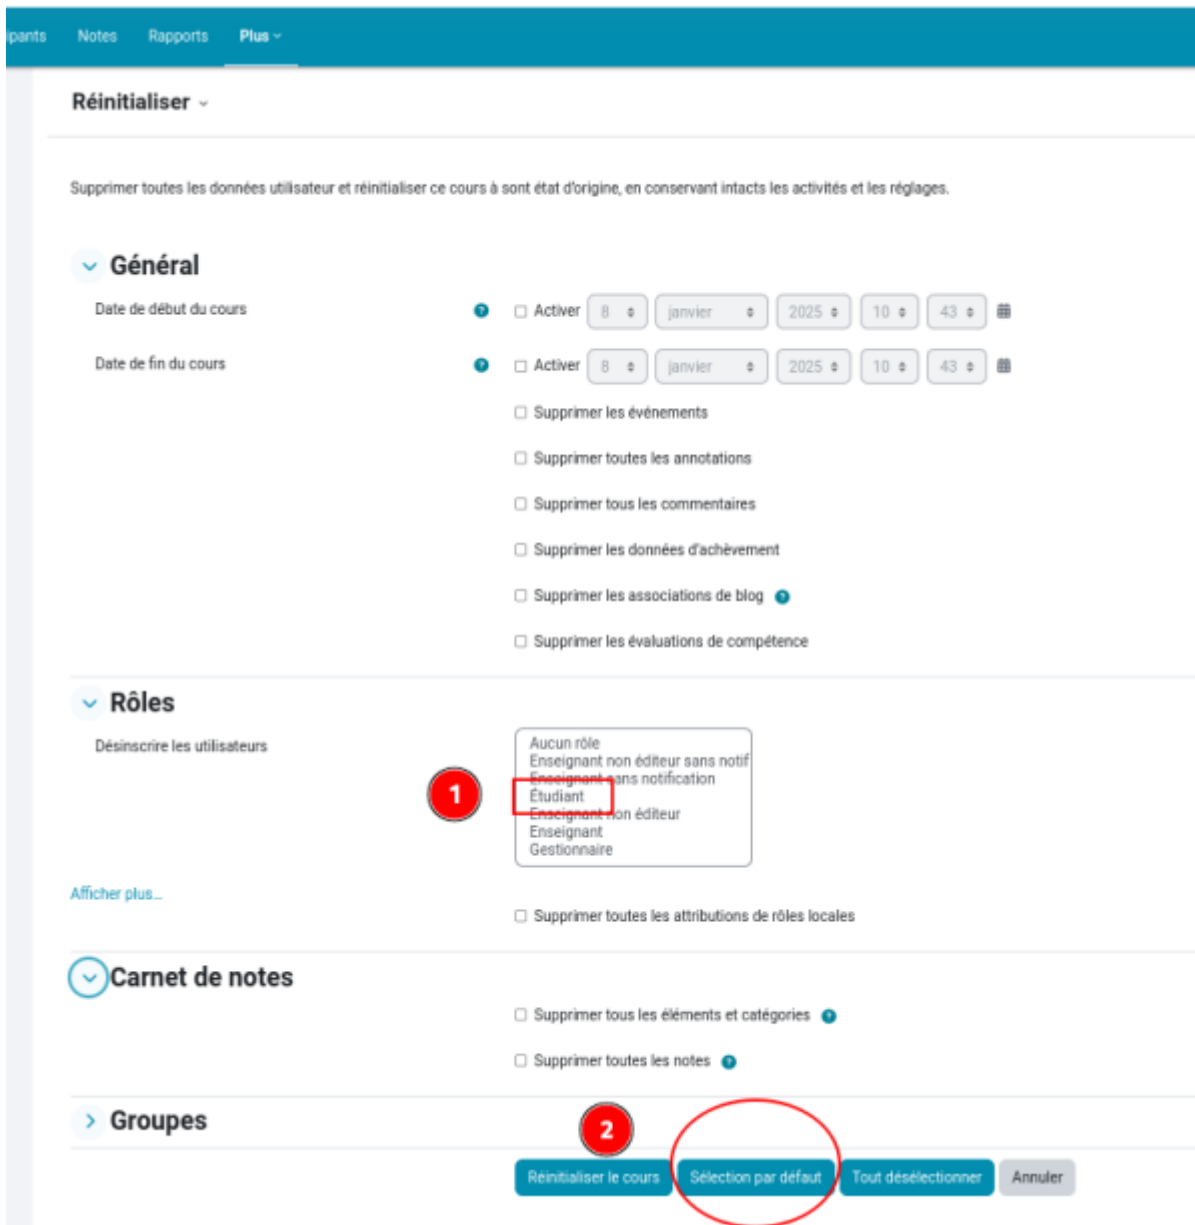 ipants Notes Rapports Plus
Réinitialiser
Supprimer toutes les données utilisateur et réinitialiser ce cours à sont état d'origine, en conservant intacts les activités et les réglages.
Général
Date de début du cours ? Activer 8 janvier 2025 10 43
Date de fin du cours ? Activer 8 janvier 2025 10 43
Supprimer les événements
Supprimer toutes les annotations
Supprimer tous les commentaires
Supprimer les données d'achèvement
Supprimer les associations de blog ?
Supprimer les évaluations de compétence
Rôles
Désinscrire les utilisateurs
Aucun rôle
Enseignant non éditeur sans notif
Enseignant sans notification
1 Étudiant
Enseignant non éditeur
Enseignant
Gestionnaire
Afficher plus...
Supprimer toutes les attributions de rôles locales
Carnet de notes
Supprimer tous les éléments et catégories ?
Supprimer toutes les notes ?
Groupes
2
Réinitialiser le cours Sélection par défaut Tout désélectionner Annuler